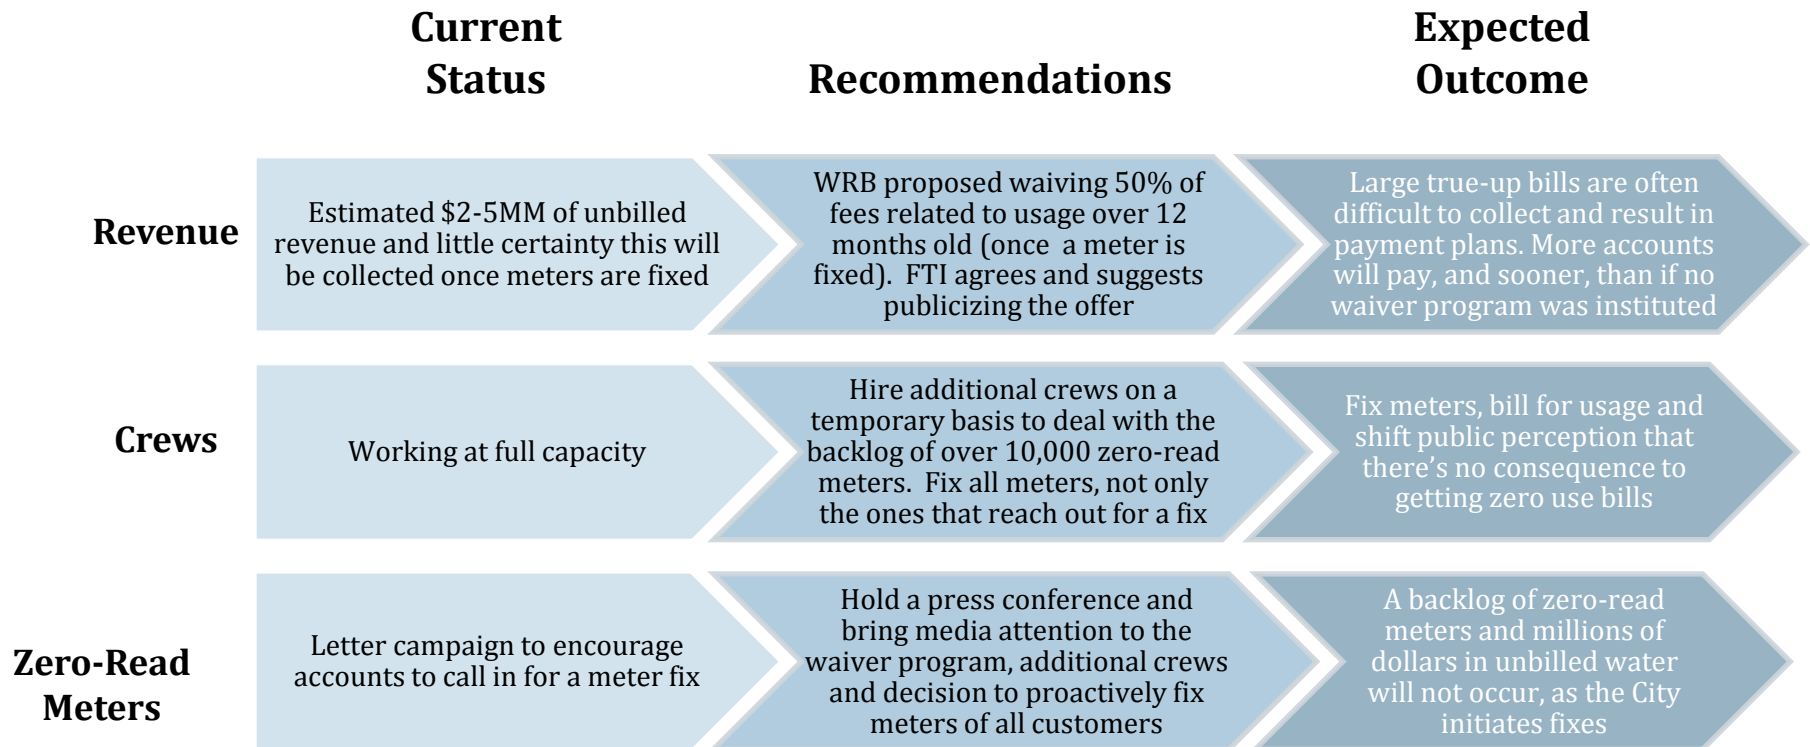 Current
Status
Recommendations
Expected
Outcome
Revenue
Estimated $2-5MM of unbilled
revenue and little certainty this will
be collected once meters are fixed
WRB proposed waiving 50% of
fees related to usage over 12
months old (once  a meter is
fixed).  FTI agrees and suggests
publicizing the offer
Large true-up bills are often
difficult to collect and result in
payment plans. More accounts
will pay, and sooner, than if no
waiver program was instituted
Crews
Working at full capacity
Hire additional crews on a
temporary basis to deal with the
backlog of over 10,000 zero-read
meters.  Fix all meters, not only
the ones that reach out for a fix
Fix meters, bill for usage and
shift public perception that
there's no consequence to
getting zero use bills
Zero-Read
Meters
Letter campaign to encourage
accounts to call in for a meter fix
Hold a press conference and
bring media attention to the
waiver program, additional crews
and decision to proactively fix
meters of all customers
A backlog of zero-read
meters and millions of
dollars in unbilled water
will not occur, as the City
initiates fixes